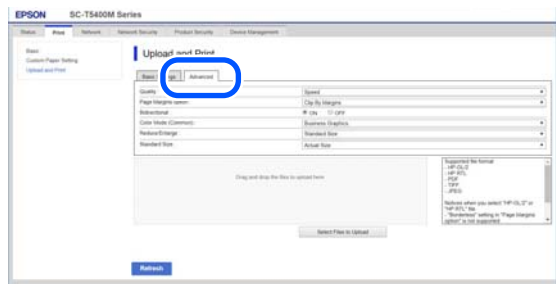 EPSON SC-T5400M Series
Status Print Network Network Security Product Security Device Management
Basic
Custom Paper Setting
Upload and Print
Upload and Print
Advanced
Quality Speed
Page Margins option Clip By Margins
Bidirectional ON OFF
Color Mode (Common) Business Graphics
Reduce/Enlarge Standard Size
Standard Size Actual Size
Drag and drop the files to upload here.
Supported file format
- HP-GL/2
- HP RTL
- PDF
- TIFF
- JPEG
Notices when you select "HP-GL/2" or
"HP RTL" file
- "Borderless" setting in "Page Margins
option" is not supported
Select Files to Upload
Refresh